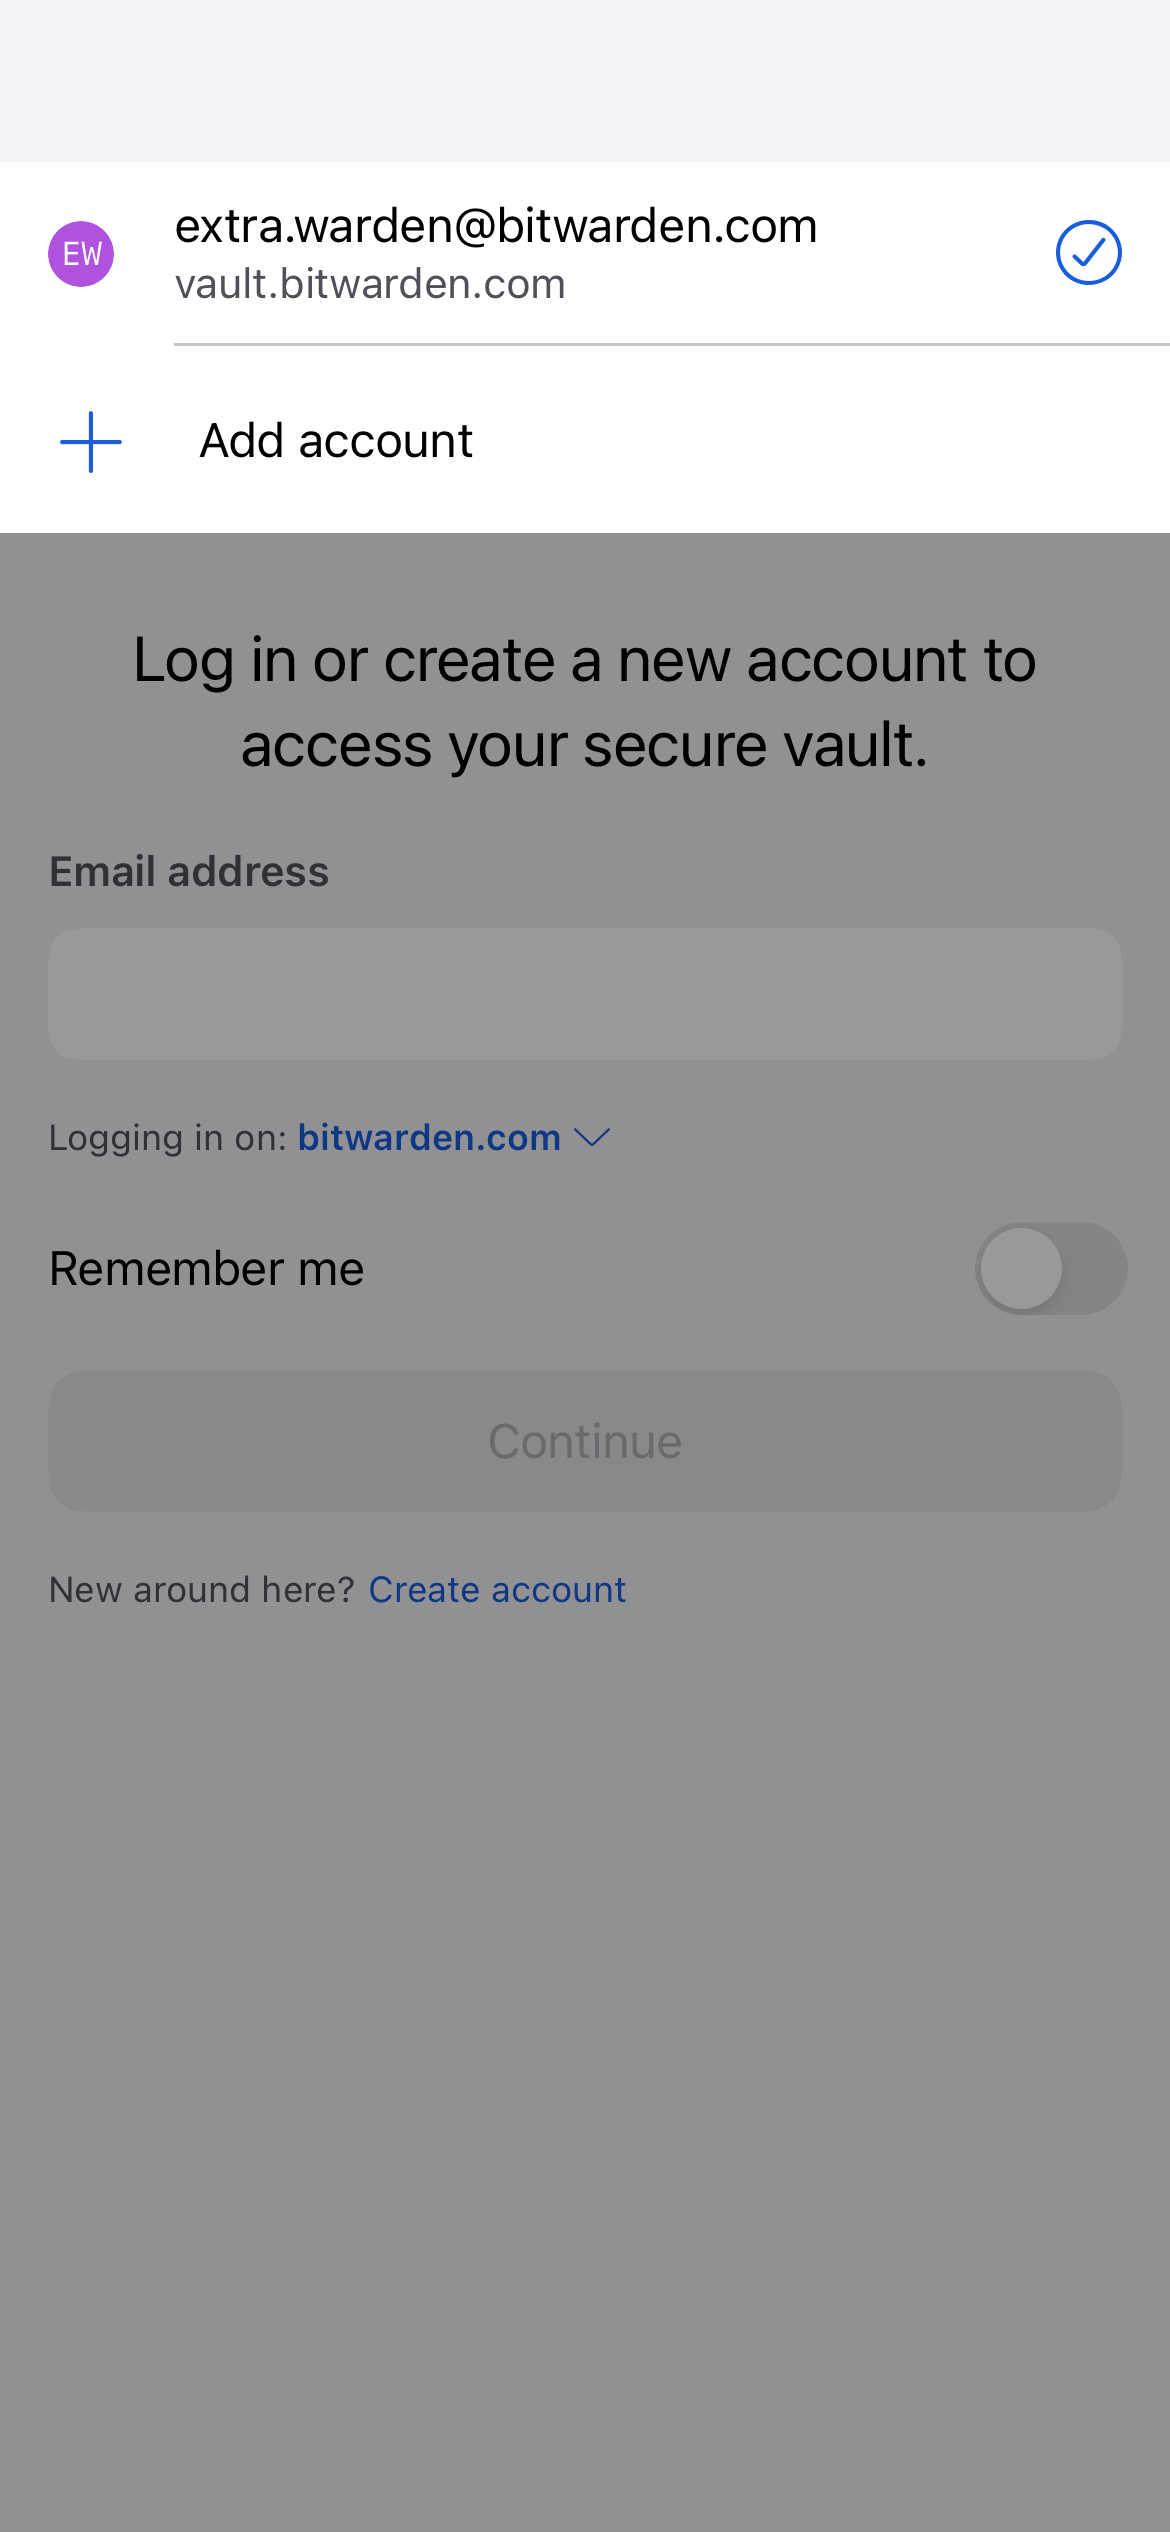 EW
extra.warden@bitwarden.com
vault.bitwarden.com
Add account
Log in or create a new account to
access your secure vault.
Email address
Logging in on: bitwarden.com
Remember me
Continue
New around here? Create account